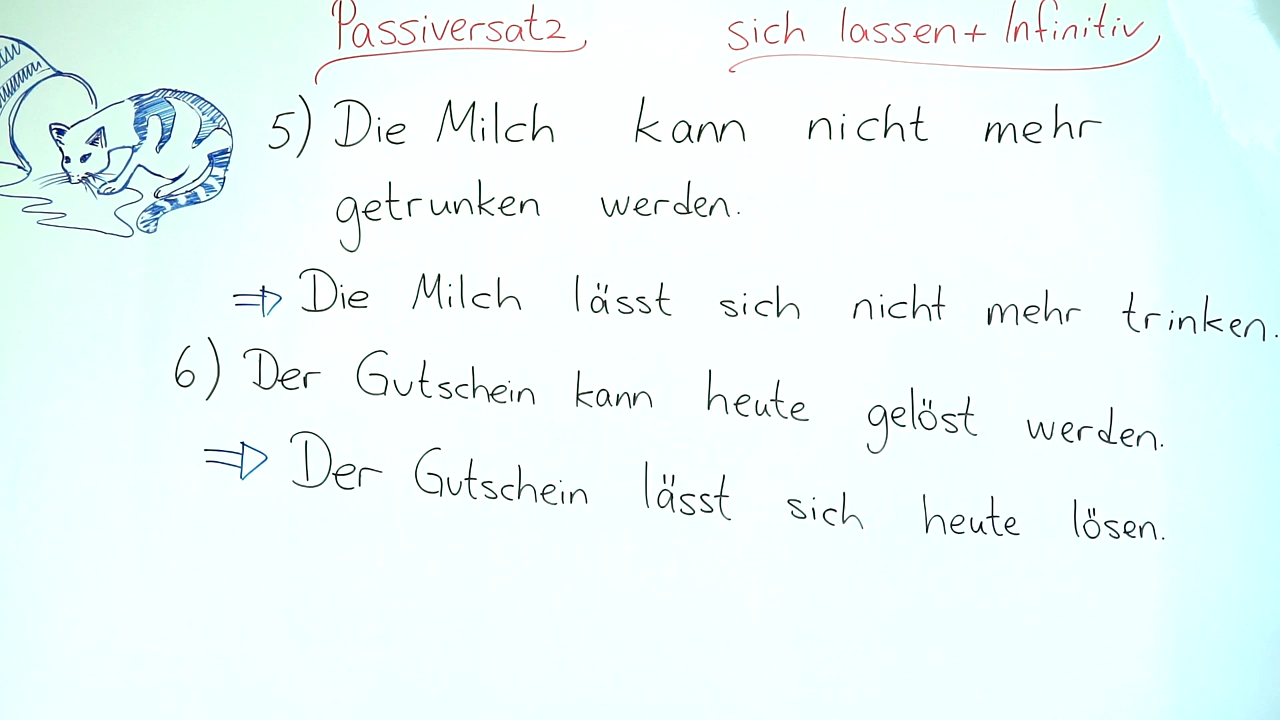 Passiversatz sich lassen + Infinitiv
5) Die Milch kann nicht mehr
getrunken werden.
⇒ Die Milch lässt sich nicht mehr trinken.
6) Der Gutschein kann heute gelöst werden.
⇒ Der Gutschein lässt sich heute lösen.